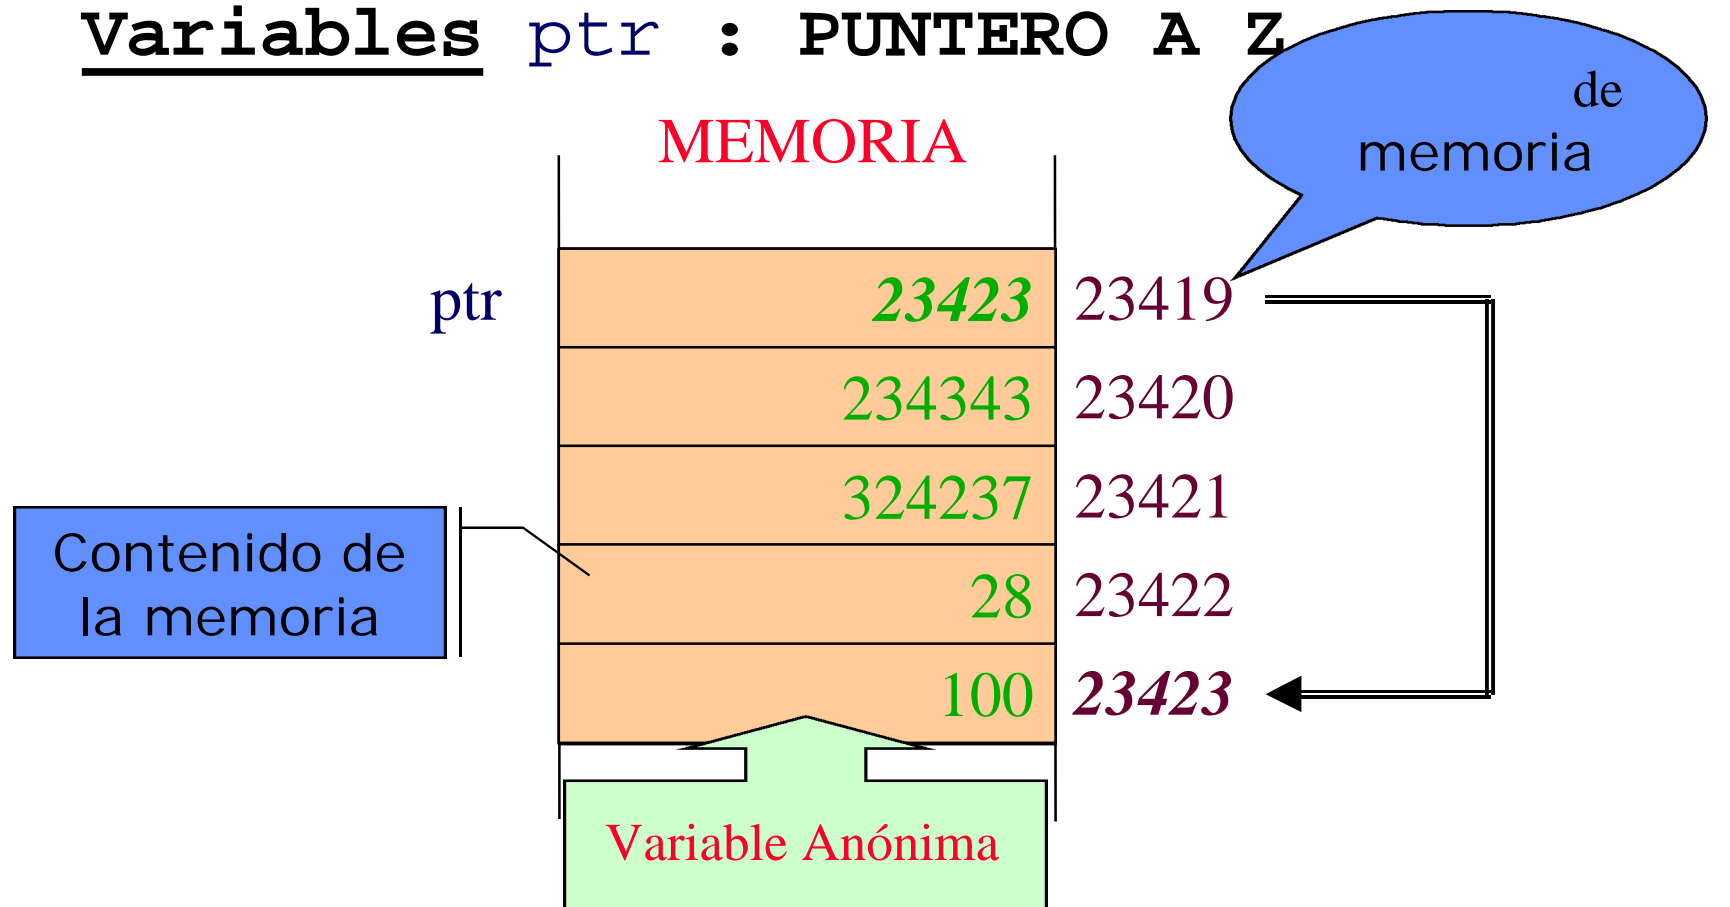 Variables ptr : PUNTERO A Z
de
memoria
MEMORIA
ptr 23423 23419
234343 23420
324237 23421
Contenido de
la memoria
28 23422
100 23423
Variable Anónima